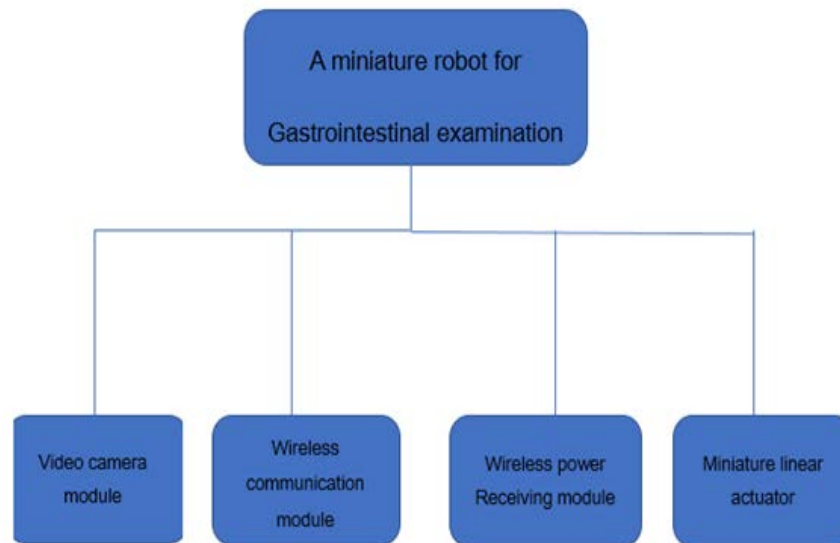 A miniature robot for
Gastrointestinal examination
Video camera
module
Wireless
communication
module
Wireless power
Receiving module
Miniature linear
actuator